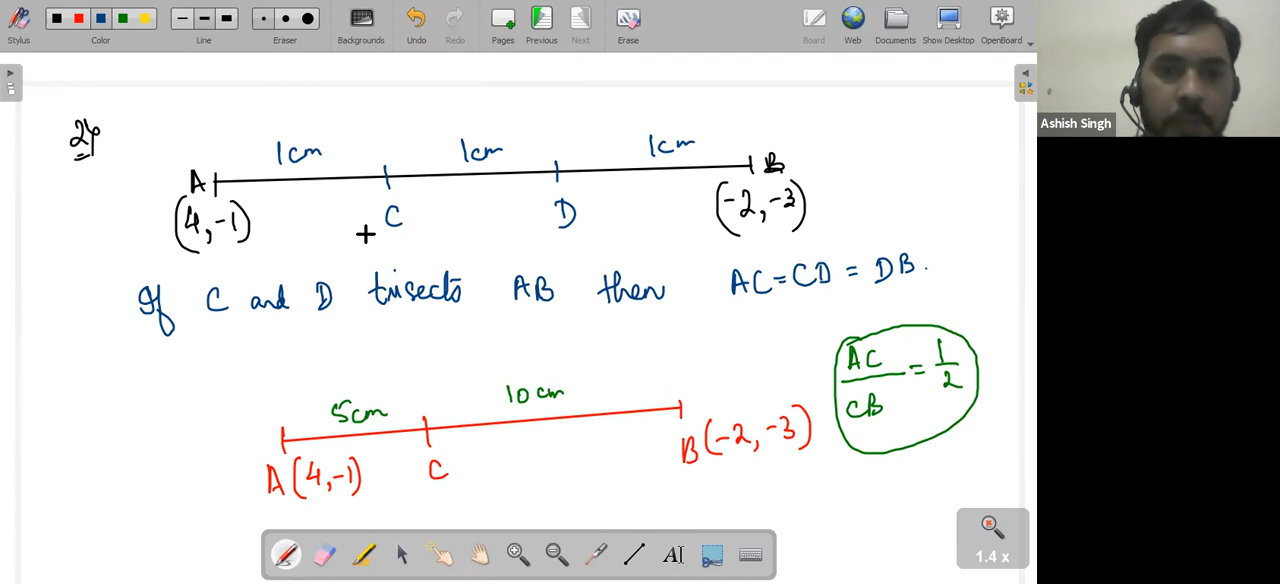 Stylus Color Line Eraser Backgrounds Undo Redo Pages Previous Next Erase Board Web Documents Show Desktop OpenBoard
Ashish Singh
1cm 1cm 1cm
A B
C D
(4,-1) (-2,-3)
If C and D trisects AB then AC=CD=DB.
AC/CB = 1/2
5cm 10cm
A(4,-1) C B(-2,-3)
1.4 x